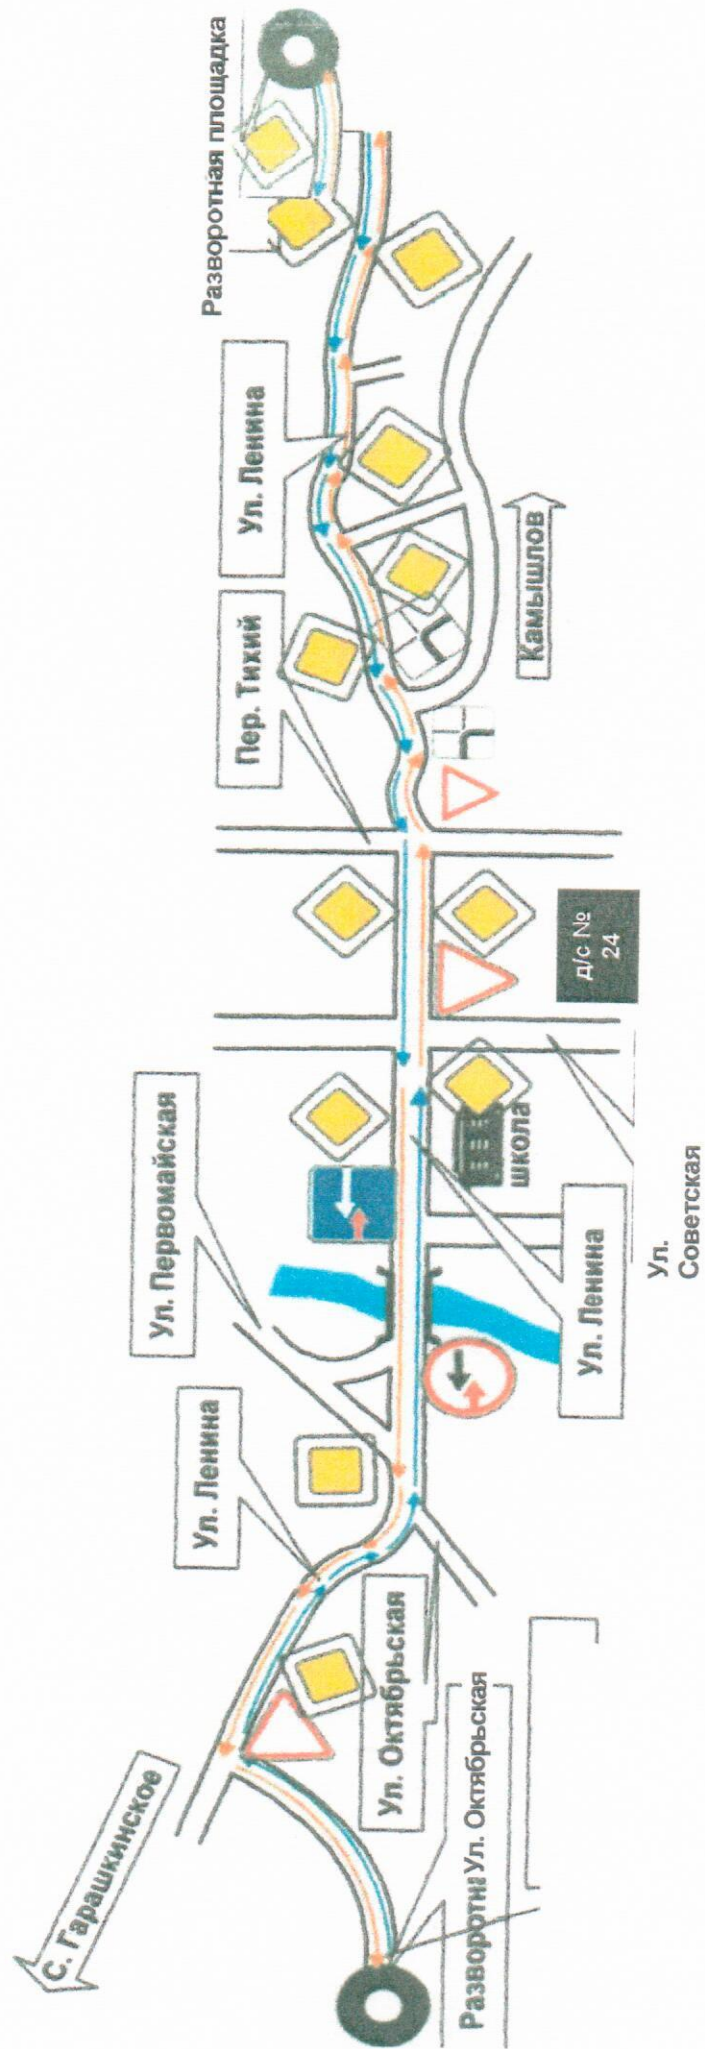 Разворотная площадка
Ул. Ленина
Пер. Тихий
Камышлов
д/с №
24
Ул. Первомайская
школа
Ул. Ленина
Ул.
Советская
Ул. Ленина
Ул. Октябрьская
С. Гарашкинское
Ул. Октябрьская